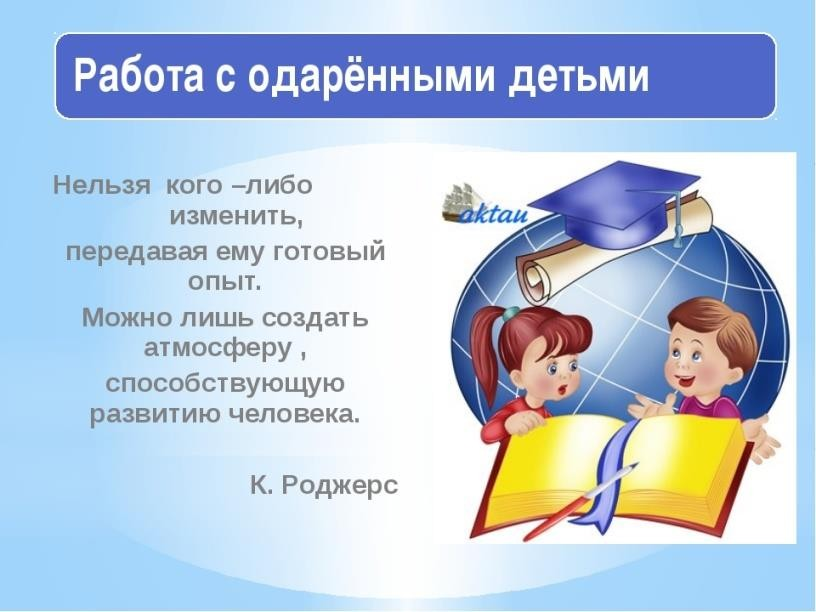 Работа с одарёнными детьми
Нельзя кого –либо
изменить,
передавая ему готовый
опыт.
Можно лишь создать
атмосферу ,
способствующую
развитию человека.
К. Роджерс
aktau